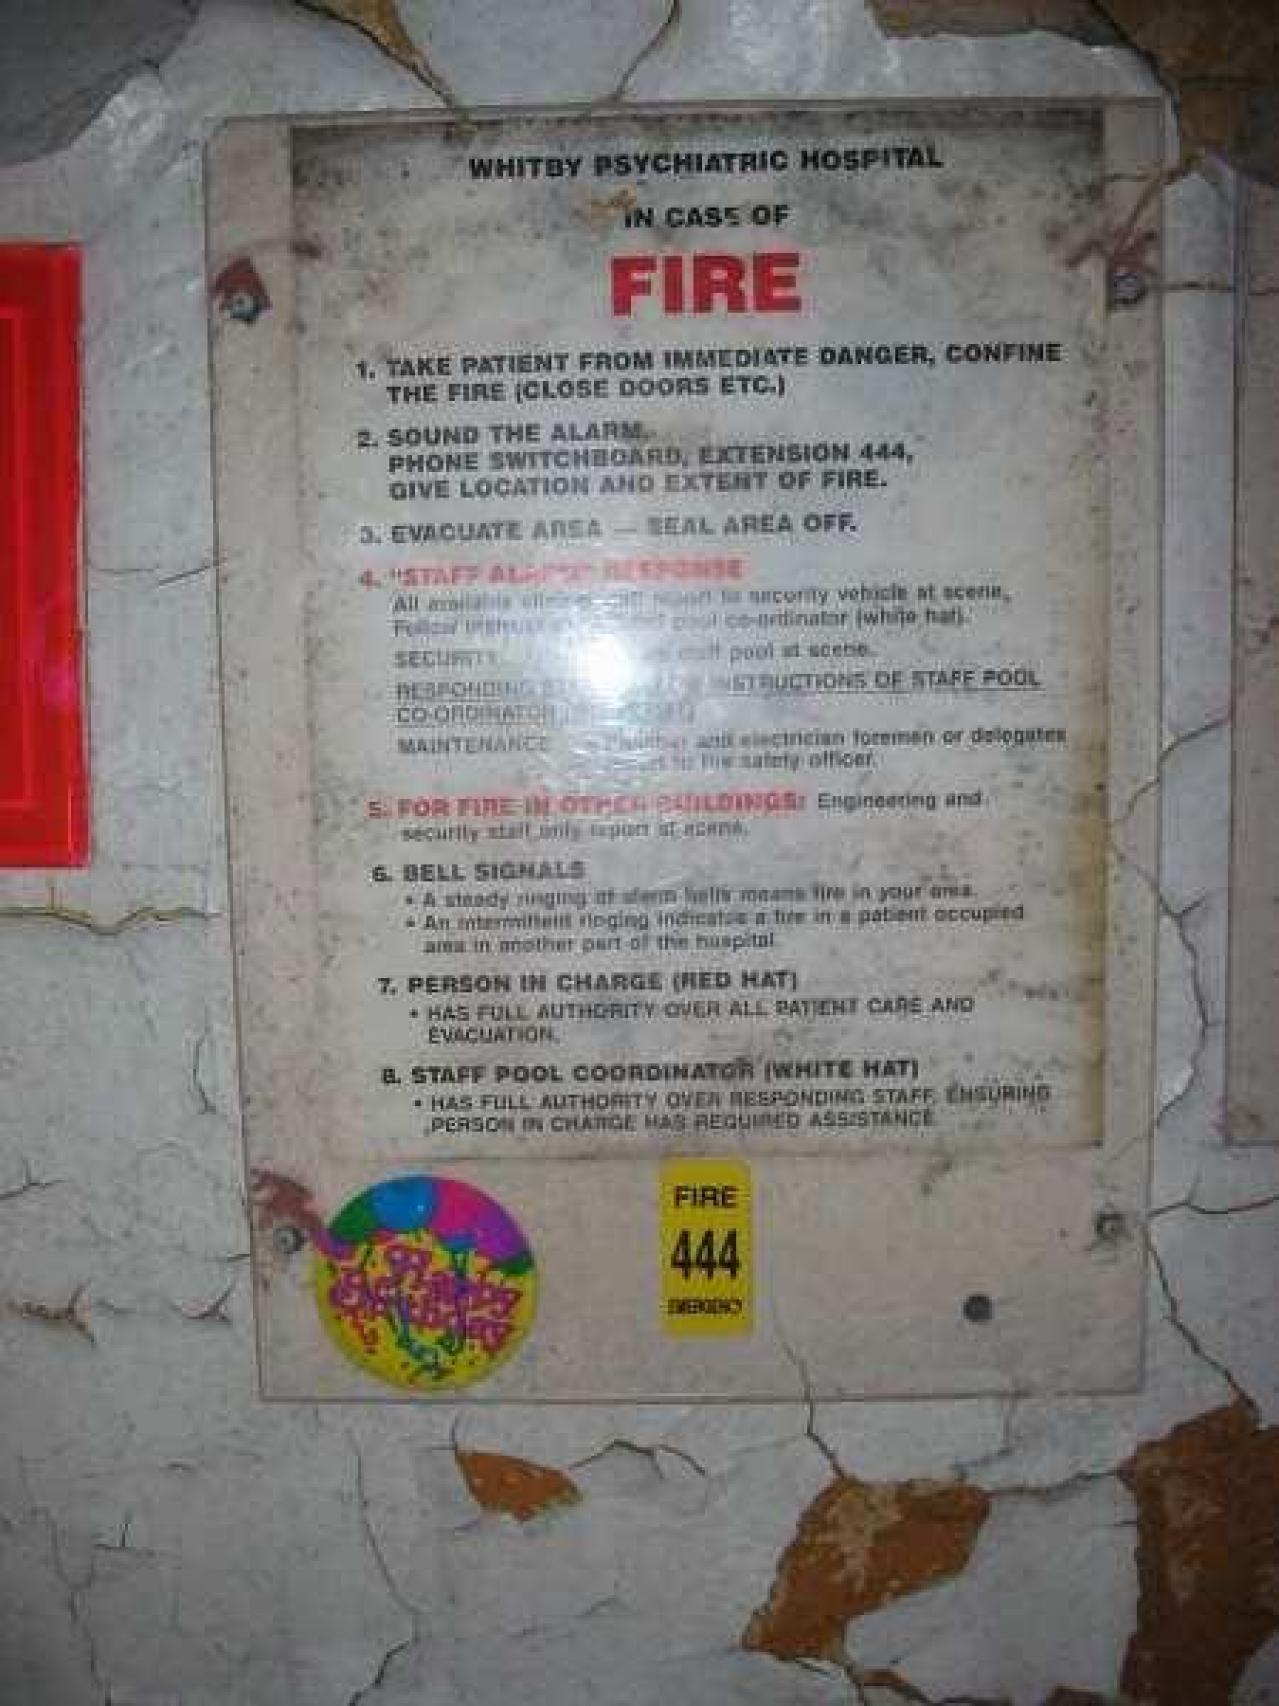 WHITBY PSYCHIATRIC HOSPITAL
IN CASE OF
FIRE
1. TAKE PATIENT FROM IMMEDIATE DANGER, CONFINE
THE FIRE (CLOSE DOORS ETC.)
2. SOUND THE ALARM.
PHONE SWITCHBOARD, EXTENSION 444,
GIVE LOCATION AND EXTENT OF FIRE.
3. EVACUATE AREA — SEAL AREA OFF.
4. "STAFF ALARM" RESPONSE
All available report to security vehicle at scene,
Follow pool co-ordinator (white hat).
SECURITY staff pool at scene.
RESPONDING INSTRUCTIONS OF STAFF POOL
CO-ORDINATOR
MAINTENANCE and electrician foremen or delegates
to the safety officer.
5. FOR FIRE IN OTHER BUILDINGS: Engineering and
security staff only report at scene.
6. BELL SIGNALS
• A steady ringing of alarm bells means fire in your area.
• An intermittent ringing indicates a fire in a patient occupied
area in another part of the hospital
7. PERSON IN CHARGE (RED HAT)
• HAS FULL AUTHORITY OVER ALL PATIENT CARE AND
EVACUATION.
8. STAFF POOL COORDINATOR (WHITE HAT)
• HAS FULL AUTHORITY OVER RESPONDING STAFF, ENSURING
PERSON IN CHARGE HAS REQUIRED ASSISTANCE.
FIRE
444
EMERGENCY